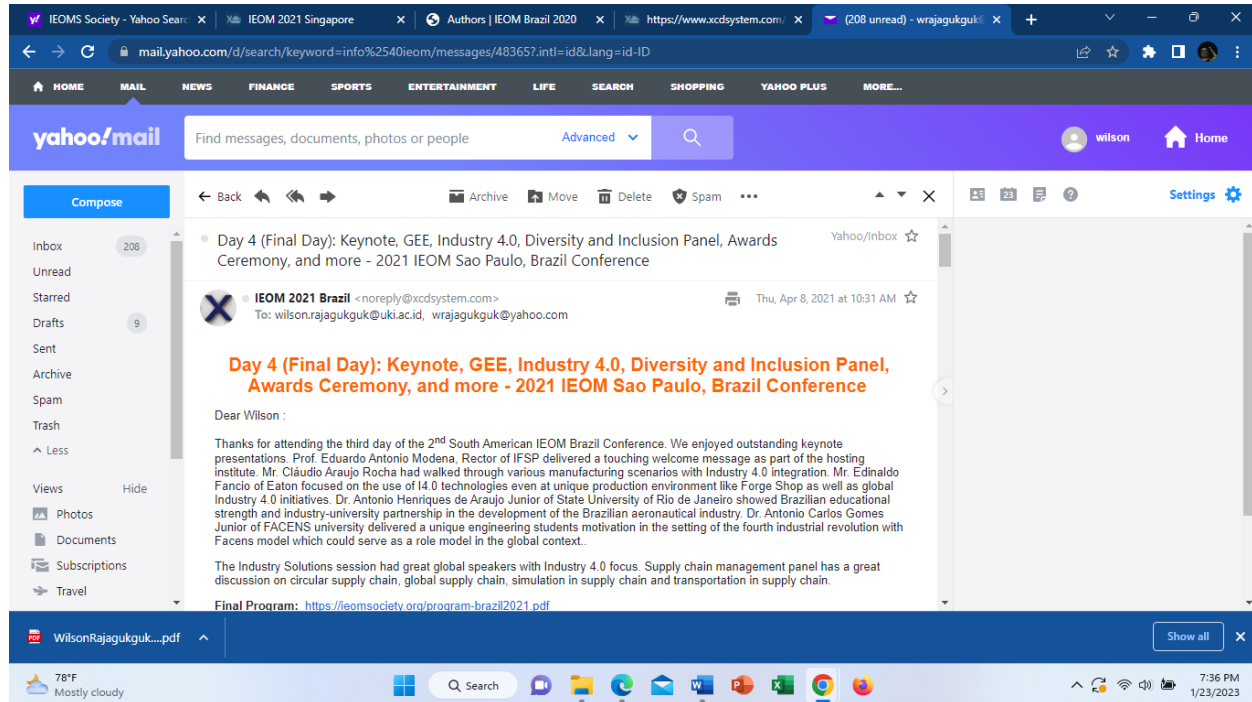 IEOMS Society - Yahoo Sear
IEOM 2021 Singapore
Authors | IEOM Brazil 2020
https://www.xcdsystem.com/
(208 unread) - wrajagukguk
mail.yahoo.com/d/search/keyword=info%2540ieom/messages/48365?.intl=id&.lang=id-ID
HOME MAIL NEWS FINANCE SPORTS ENTERTAINMENT LIFE SEARCH SHOPPING YAHOO PLUS MORE...
yahoo!mail
Find messages, documents, photos or people
Advanced
wilson
Home
Compose
Back
Archive
Move
Delete
Spam
23
Settings
Inbox 208
Unread
Starred
Drafts 9
Sent
Archive
Spam
Trash
Less
Views Hide
Photos
Documents
Subscriptions
Travel
Day 4 (Final Day): Keynote, GEE, Industry 4.0, Diversity and Inclusion Panel, Awards
Ceremony, and more - 2021 IEOM Sao Paulo, Brazil Conference
Yahoo/Inbox
IEOM 2021 Brazil <noreply@xcdsystem.com>
Thu, Apr 8, 2021 at 10:31 AM
To: wilson.rajagukguk@uki.ac.id, wrajagukguk@yahoo.com
Day 4 (Final Day): Keynote, GEE, Industry 4.0, Diversity and Inclusion Panel,
Awards Ceremony, and more - 2021 IEOM Sao Paulo, Brazil Conference
Dear Wilson :
Thanks for attending the third day of the 2nd South American IEOM Brazil Conference. We enjoyed outstanding keynote
presentations. Prof. Eduardo Antonio Modena, Rector of IFSP delivered a touching welcome message as part of the hosting
institute. Mr. Cláudio Araujo Rocha had walked through various manufacturing scenarios with Industry 4.0 integration. Mr. Edinaldo
Fancio of Eaton focused on the use of I4.0 technologies even at unique production environment like Forge Shop as well as global
Industry 4.0 initiatives. Dr. Antonio Henriques de Araujo Junior of State University of Rio de Janeiro showed Brazilian educational
strength and industry-university partnership in the development of the Brazilian aeronautical industry. Dr. Antonio Carlos Gomes
Junior of FACENS university delivered a unique engineering students motivation in the setting of the fourth industrial revolution with
Facens model which could serve as a role model in the global context..
The Industry Solutions session had great global speakers with Industry 4.0 focus. Supply chain management panel has a great
discussion on circular supply chain, global supply chain, simulation in supply chain and transportation in supply chain.
Final Program: https://ieomsociety.org/program-brazil2021.pdf
WilsonRajagukguk....pdf
Show all
78°F
Mostly cloudy
Search
7:36 PM
1/23/2023